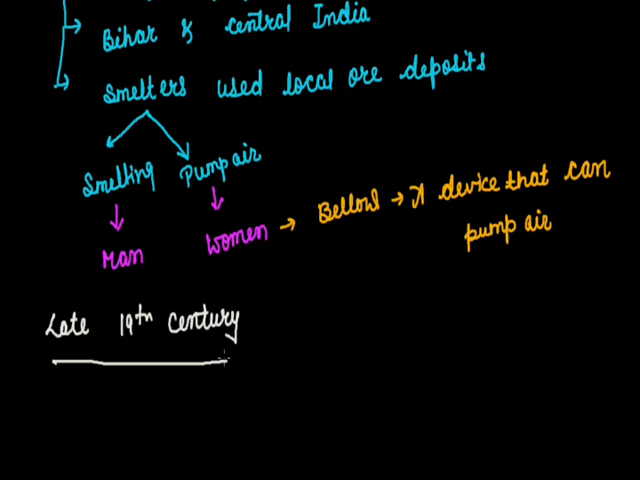 Bihar & central India
Smelters used local ore deposits
Smelting Pump air
Man Women → Bellows → A device that can
pump air
Late 19th century